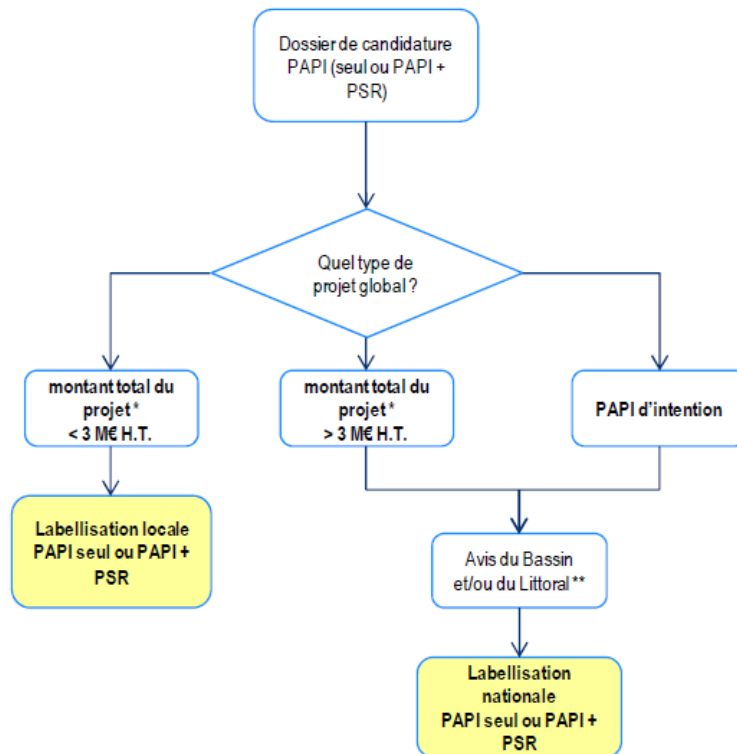 Dossier de candidature
PAPI (seul ou PAPI +
PSR)
Quel type de
projet global ?
montant total du
projet *
< 3 M€ H.T.
montant total du
projet *
> 3 M€ H.T.
PAPI d'intention
Labellisation locale
PAPI seul ou PAPI +
PSR
Avis du Bassin
et/ou du Littoral **
Labellisation
nationale
PAPI seul ou PAPI +
PSR